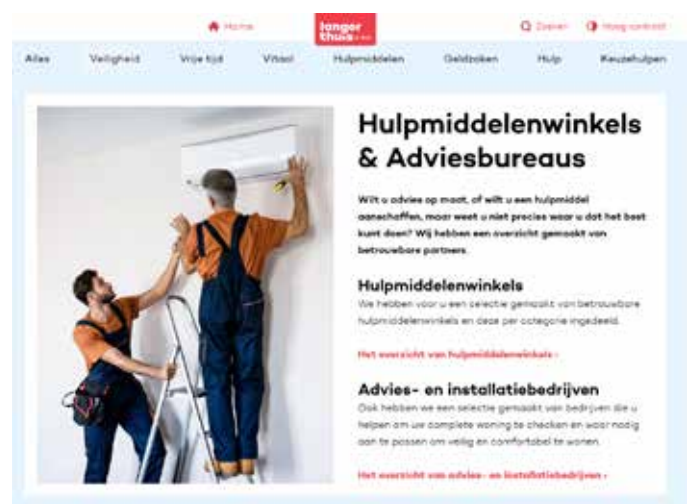 Home
langer
thuis
Zoeken
Hoog contrast
Alles
Veiligheid
Vrije tijd
Vitaal
Hulpmiddelen
Geldzaken
Hulp
Keuzehulpen
Hulpmiddelenwinkels
& Adviesbureaus
Wilt u advies op maat, of wilt u een hulpmiddel
aanschaffen, maar weet u niet precies waar u dat het best
kunt doen? Wij hebben een overzicht gemaakt van
betrouwbare partners.
Hulpmiddelenwinkels
We hebben voor u een selectie gemaakt van betrouwbare
hulpmiddelenwinkels en deze per categorie ingedeeld.
Het overzicht van hulpmiddelenwinkels ›
Advies- en installatiebedrijven
Ook hebben we een selectie gemaakt van bedrijven die u
helpen om uw complete woning te checken en waar nodig
aan te passen om veilig en comfortabel te wonen.
Het overzicht van advies- en installatiebedrijven ›